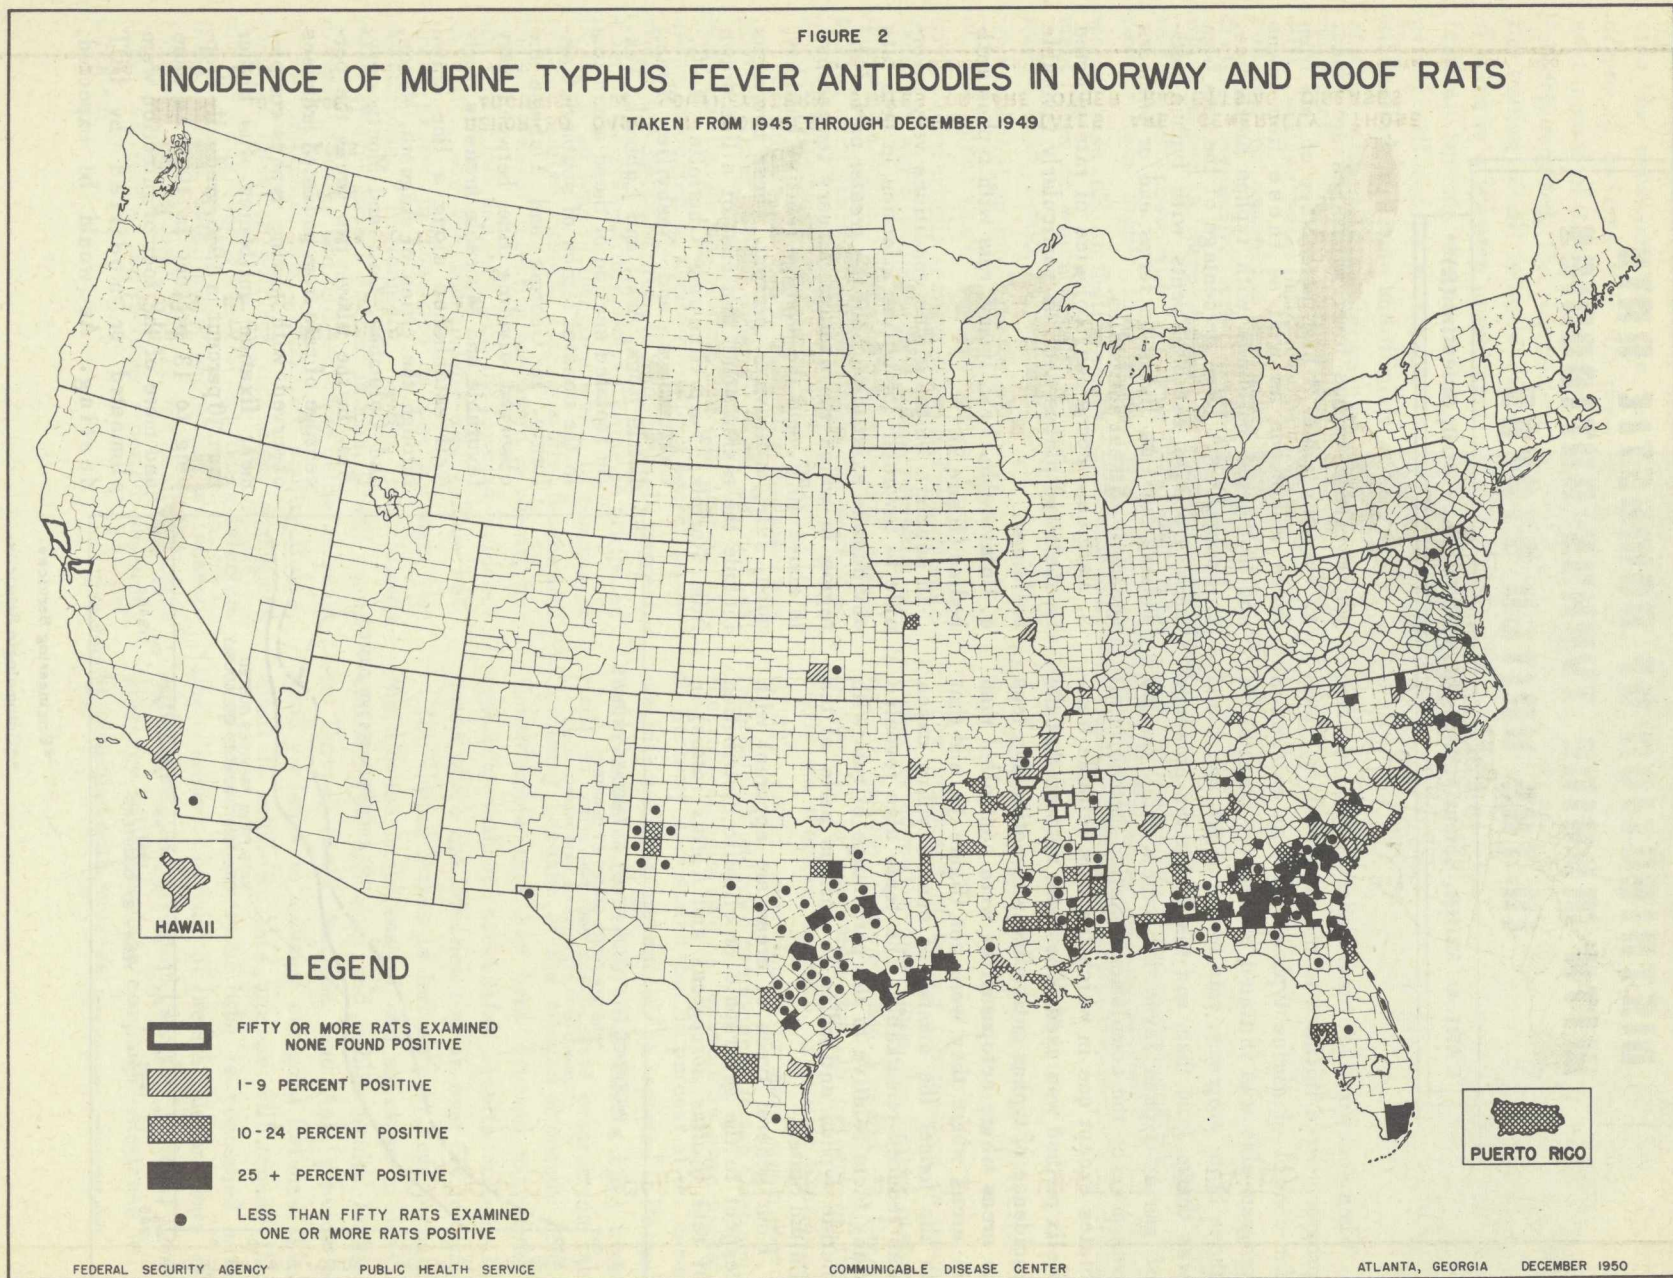 FIGURE 2
INCIDENCE OF MURINE TYPHUS FEVER ANTIBODIES IN NORWAY AND ROOF RATS
TAKEN FROM 1945 THROUGH DECEMBER 1949
HAWAII
LEGEND
FIFTY OR MORE RATS EXAMINED
NONE FOUND POSITIVE
1-9 PERCENT POSITIVE
10-24 PERCENT POSITIVE
25 + PERCENT POSITIVE
LESS THAN FIFTY RATS EXAMINED
ONE OR MORE RATS POSITIVE
PUERTO RICO
FEDERAL SECURITY AGENCY PUBLIC HEALTH SERVICE COMMUNICABLE DISEASE CENTER ATLANTA, GEORGIA DECEMBER 1950